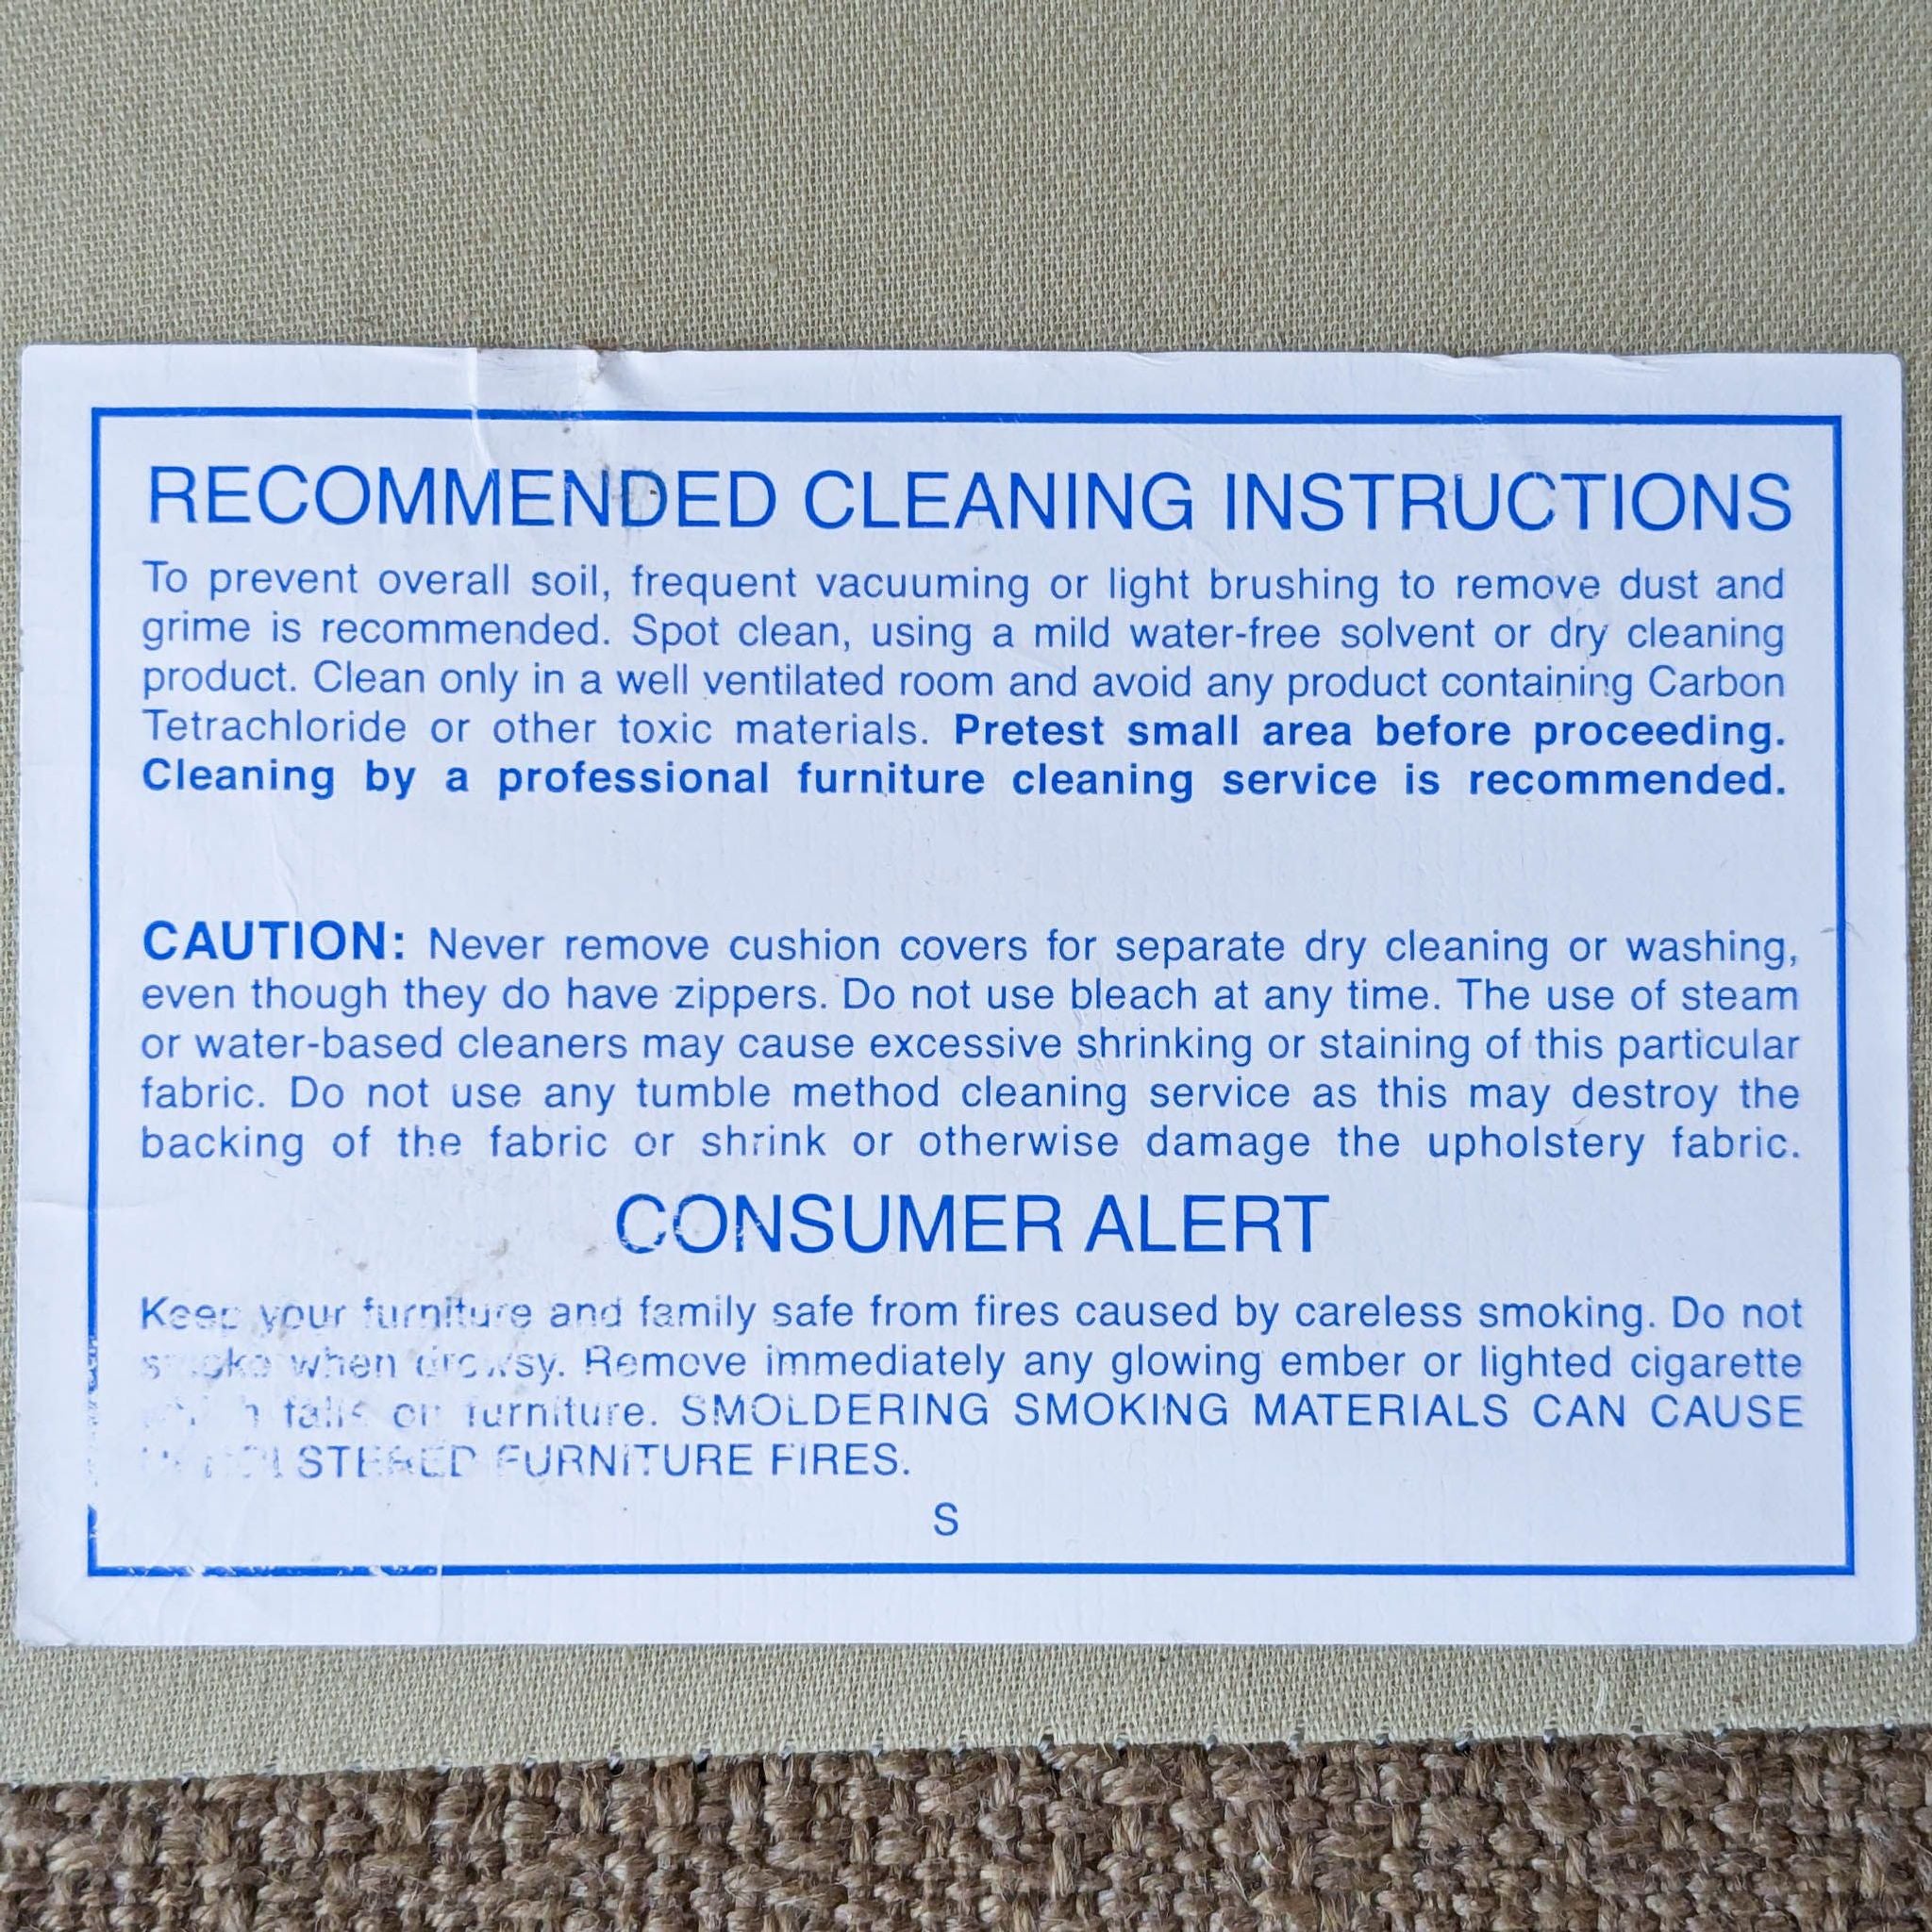 RECOMMENDED CLEANING INSTRUCTIONS
To prevent overall soil, frequent vacuuming or light brushing to remove dust and
grime is recommended. Spot clean, using a mild water-free solvent or dry cleaning
product. Clean only in a well ventilated room and avoid any product containing Carbon
Tetrachloride or other toxic materials. Pretest small area before proceeding.
Cleaning by a professional furniture cleaning service is recommended.
CAUTION: Never remove cushion covers for separate dry cleaning or washing,
even though they do have zippers. Do not use bleach at any time. The use of steam
or water-based cleaners may cause excessive shrinking or staining of this particular
fabric. Do not use any tumble method cleaning service as this may destroy the
backing of the fabric or shrink or otherwise damage the upholstery fabric.
CONSUMER ALERT
Keep your furniture and family safe from fires caused by careless smoking. Do not
smoke when drowsy. Remove immediately any glowing ember or lighted cigarette
which falls on furniture. SMOLDERING SMOKING MATERIALS CAN CAUSE
UPHOLSTERED FURNITURE FIRES.
S